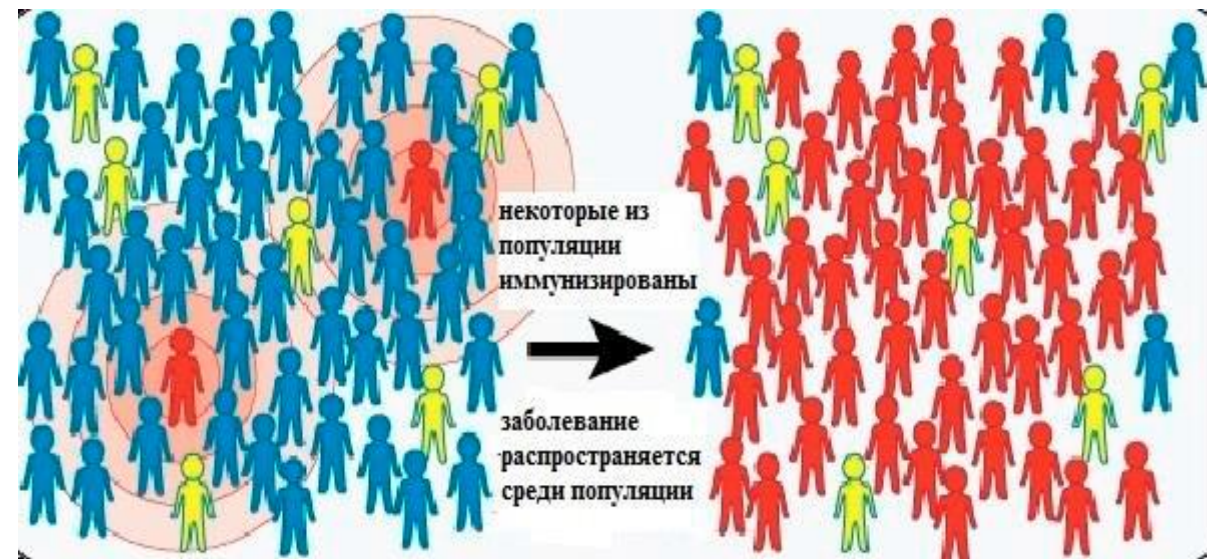 некоторые из
популяции
иммунизированы
заболевание
распространяется
среди популяции